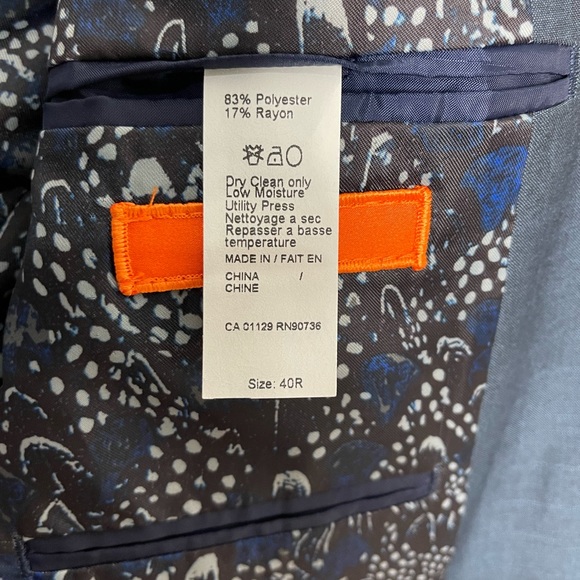 83% Polyester
17% Rayon
Dry Clean only
Low Moisture
Utility Press
Nettoyage a sec
Repasser a basse
temperature
MADE IN / FAIT EN
CHINA /
CHINE
CA 01129 RN90736
Size: 40R